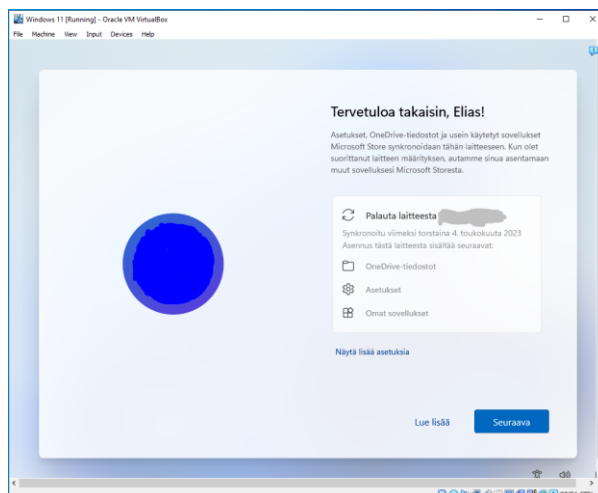 Windows 11 [Running] - Oracle VM VirtualBox
File Machine View Input Devices Help
Tervetuloa takaisin, Elias!
Asetukset, OneDrive-tiedostot ja usein käytetyt sovellukset
Microsoft Store synkronoidaan tähän laitteeseen. Kun olet
suorittanut laitteen määrityksen, autamme sinua asentamaan
muut sovelluksesi Microsoft Storesta.
Palauta laitteesta
Synkronoitu viimeksi torstaina 4. toukokuuta 2023
Asennus tästä laitteesta sisältää seuraavat:
OneDrive-tiedostot
Asetukset
Omat sovellukset
Näytä lisää asetuksia
Lue lisää
Seuraava